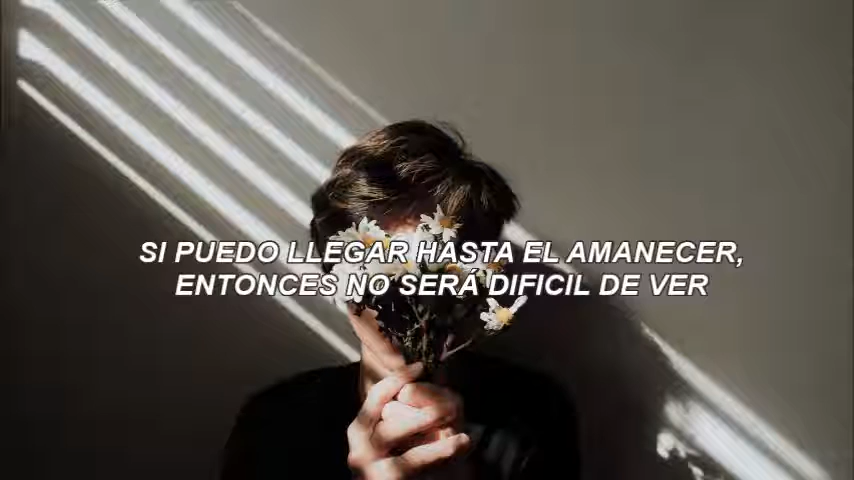 SI PUEDO LLEGAR HASTA EL AMANECER,
ENTONCES NO SERÁ DIFICIL DE VER